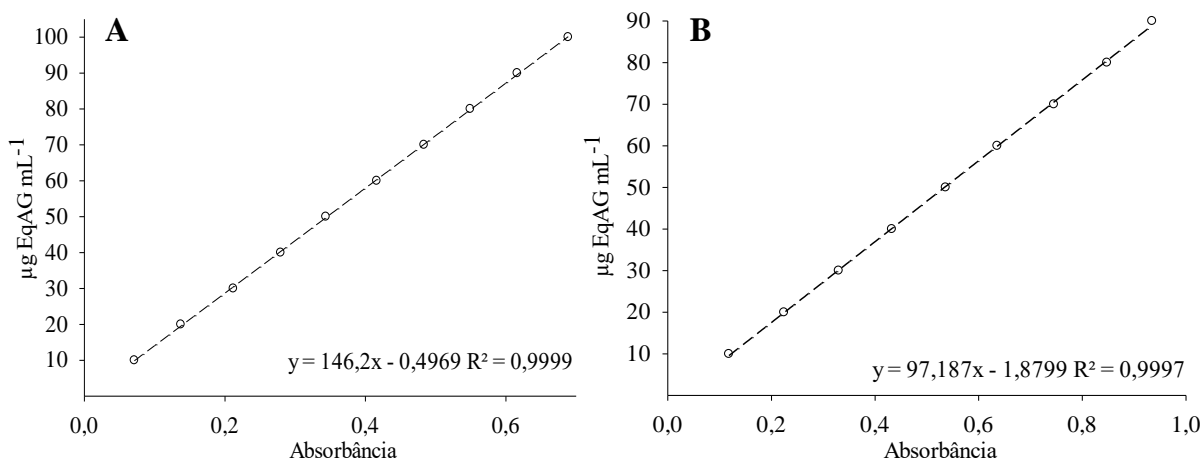 A
µg EqAG mL-1
100
90
80
70
60
50
40
30
20
10
y = 146,2x - 0,4969 R² = 0,9999
0,0 0,2 0,4 0,6
Absorbância
B
µg EqAG mL-1
90
80
70
60
50
40
30
20
10
y = 97,187x - 1,8799 R² = 0,9997
0,0 0,2 0,4 0,6 0,8 1,0
Absorbância